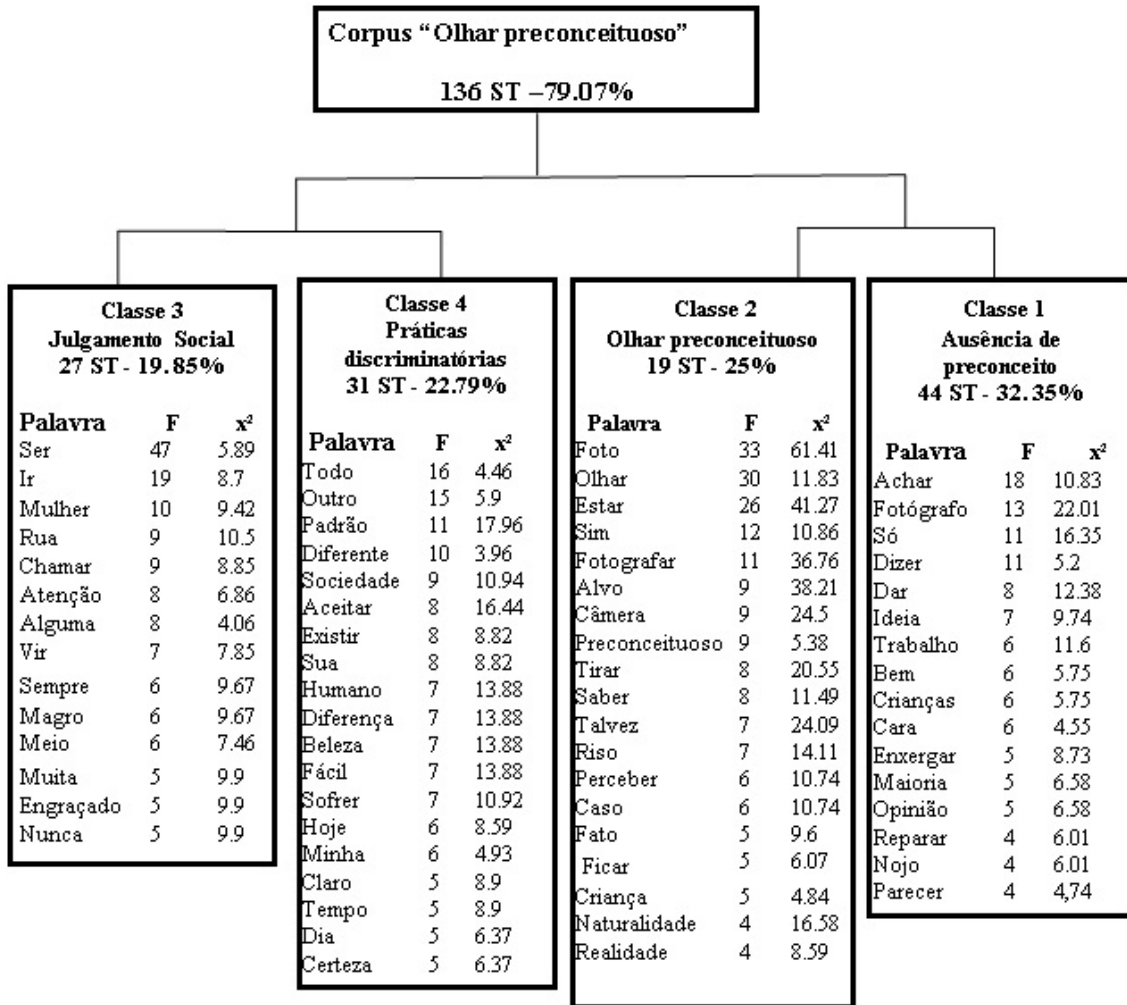 Corpus “Olhar preconceituoso”
136 ST –79.07%
Classe 3
Julgamento Social
27 ST - 19.85%
Palavra F x²
Ser 47 5.89
Ir 19 8.7
Mulher 10 9.42
Rua 9 10.5
Chamar 9 8.85
Atenção 8 6.86
Alguma 8 4.06
Vir 7 7.85
Sempre 6 9.67
Magro 6 9.67
Meio 6 7.46
Muita 5 9.9
Engraçado 5 9.9
Nunca 5 9.9
Classe 4
Práticas
discriminatórias
31 ST - 22.79%
Palavra F x²
Todo 16 4.46
Outro 15 5.9
Padrão 11 17.96
Diferente 10 3.96
Sociedade 9 10.94
Aceitar 8 16.44
Existir 8 8.82
Sua 8 8.82
Humano 7 13.88
Diferença 7 13.88
Beleza 7 13.88
Fácil 7 13.88
Sofrer 7 10.92
Hoje 6 8.59
Minha 6 4.93
Claro 5 8.9
Tempo 5 8.9
Dia 5 6.37
Certeza 5 6.37
Classe 2
Olhar preconceituoso
19 ST - 25%
Palavra F x²
Foto 33 61.41
Olhar 30 11.83
Estar 26 41.27
Sim 12 10.86
Fotografar 11 36.76
Alvo 9 38.21
Câmera 9 24.5
Preconceituoso 9 5.38
Tirar 8 20.55
Saber 8 11.49
Talvez 7 24.09
Riso 7 14.11
Perceber 6 10.74
Caso 6 10.74
Fato 5 9.6
Ficar 5 6.07
Criança 5 4.84
Naturalidade 4 16.58
Realidade 4 8.59
Classe 1
Ausência de
preconceito
44 ST - 32.35%
Palavra F x²
Achar 18 10.83
Fotógrafo 13 22.01
Só 11 16.35
Dizer 11 5.2
Dar 8 12.38
Ideia 7 9.74
Trabalho 6 11.6
Bem 6 5.75
Crianças 6 5.75
Cara 6 4.55
Enxergar 5 8.73
Maioria 5 6.58
Opinião 5 6.58
Reparar 4 6.01
Nojo 4 6.01
Parecer 4 4,74